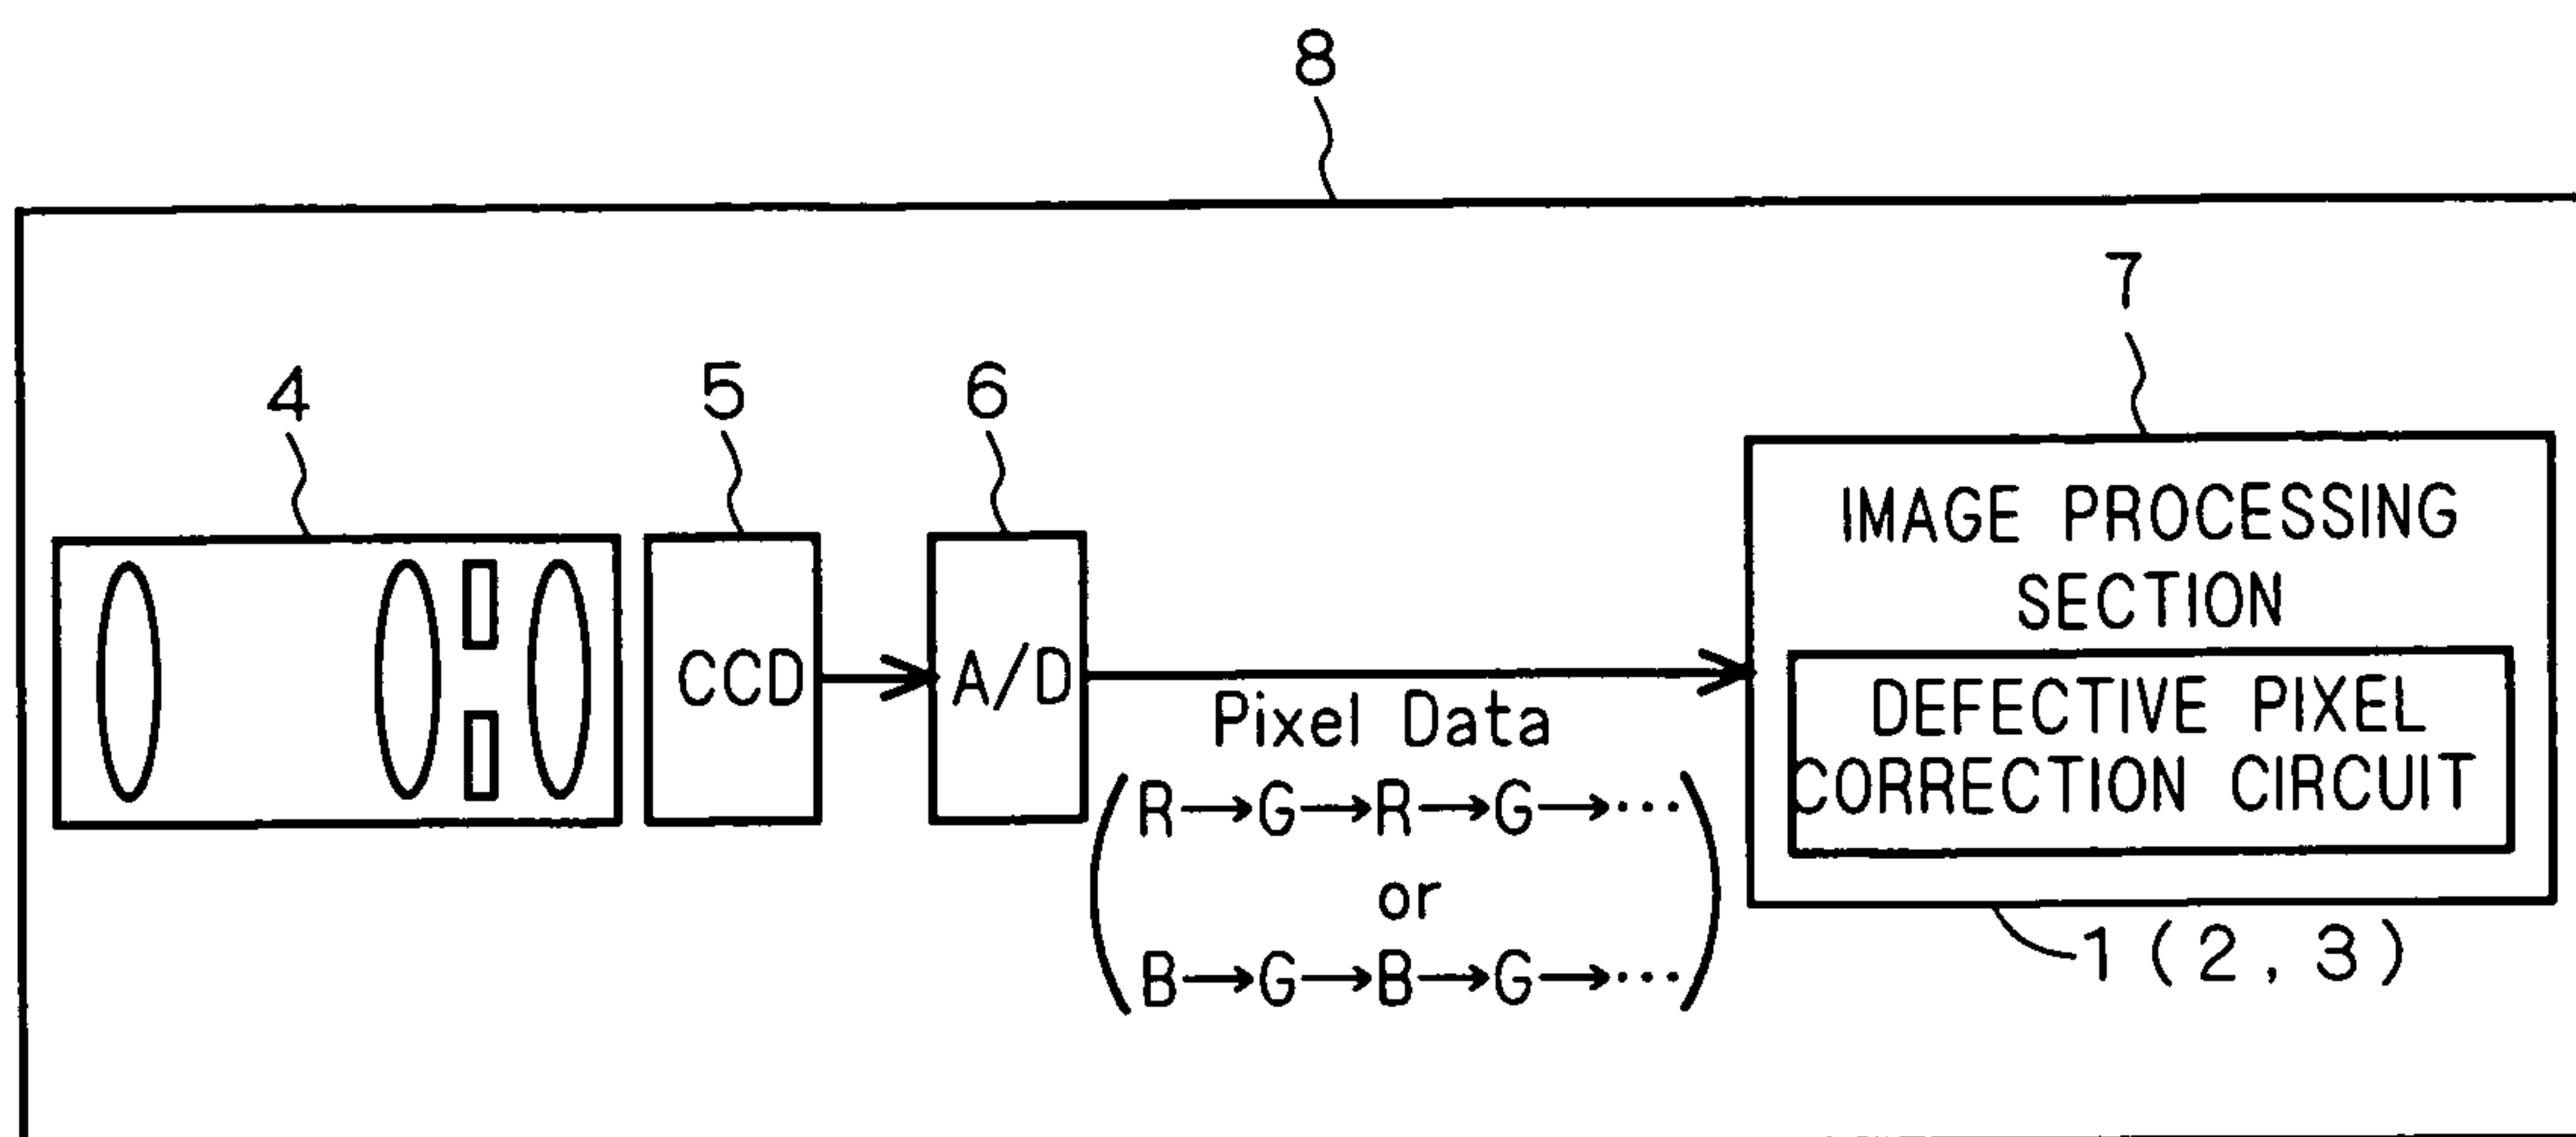 8
7
4
5
6
IMAGE PROCESSING
SECTION
CCD
A/D
DEFECTIVE PIXEL
CORRECTION CIRCUIT
Pixel Data
(R→G→R→G→···
or
B→G→B→G→···)
1(2,3)